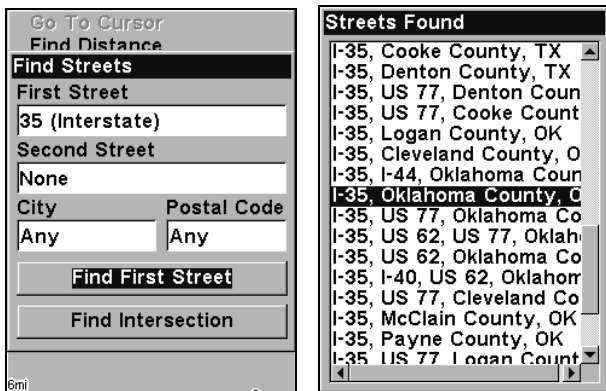 Go To Cursor
Find Distance
Find Streets
First Street
35 (Interstate)
Second Street
None
City Postal Code
Any Any
Find First Street
Find Intersection
6mi
Streets Found
I-35, Cooke County, TX
I-35, Denton County, TX
I-35, US 77, Denton Coun
I-35, US 77, Cooke Count
I-35, Logan County, OK
I-35, Cleveland County, O
I-35, I-44, Oklahoma Coun
I-35, Oklahoma County, O
I-35, US 77, Oklahoma Co
I-35, US 62, US 77, Oklah
I-35, US 62, Oklahoma Co
I-35, I-40, US 62, Oklahom
I-35, US 77, Cleveland Co
I-35, McClain County, OK
I-35, Payne County, OK
I-35, US 77, Logan Count